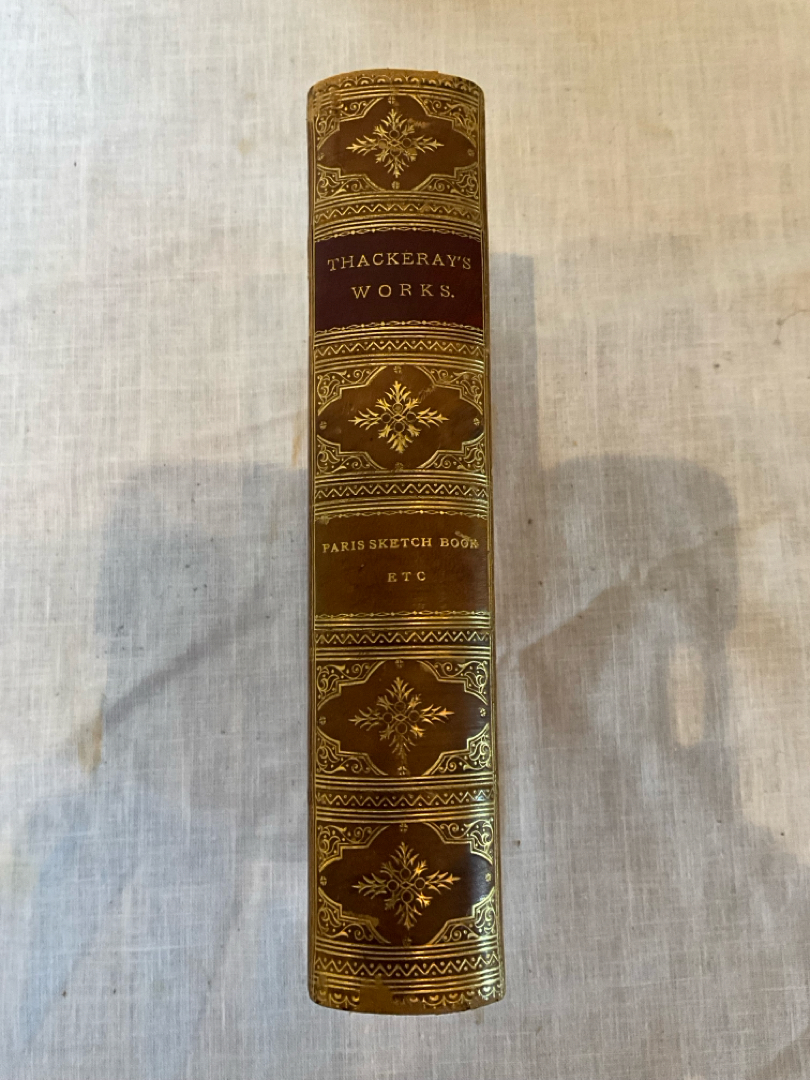 THACKERAY'S
WORKS.
PARIS SKETCH BOOK
ETC